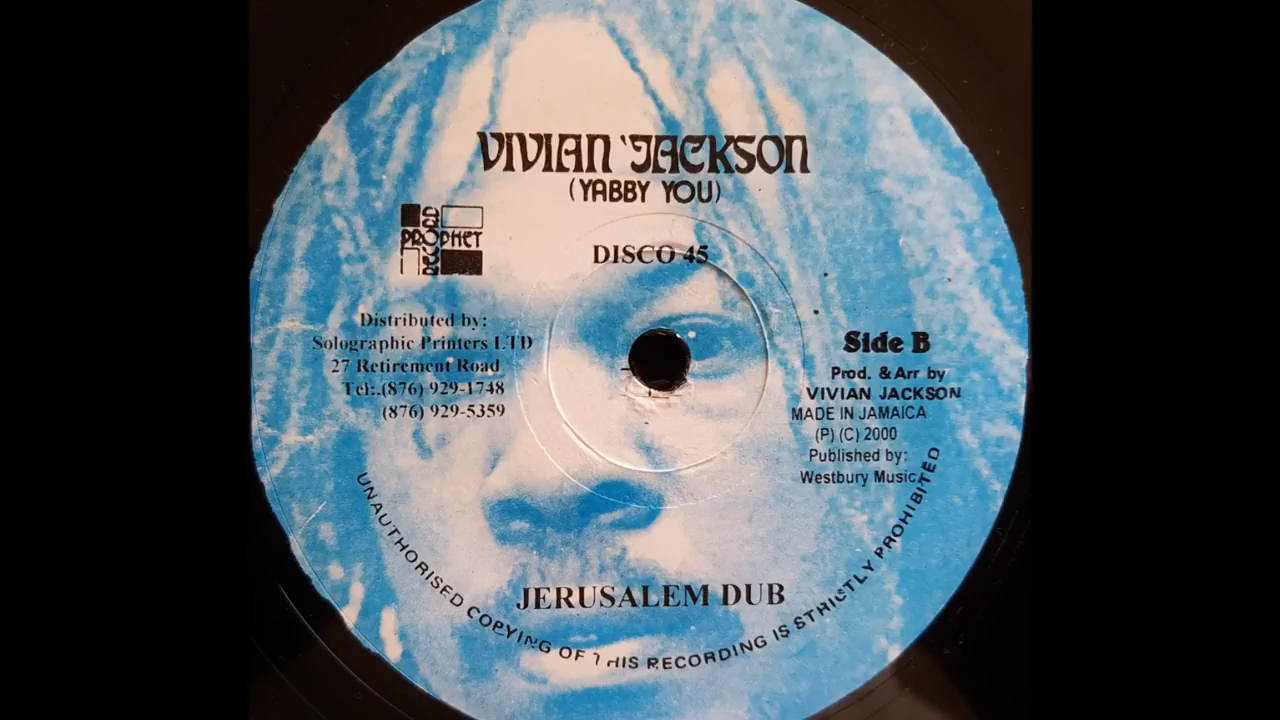 VIVIAN 'JACKSON
(YABBY YOU)
PROPHET
RECORD
DISCO 45
Distributed by:
Solographic Printers LTD
27 Retirement Road
Tel:.(876) 929-1748
(876) 929-5359
Side B
Prod. & Arr by
VIVIAN JACKSON
MADE IN JAMAICA
(P) (C) 2000
Published by:
Westbury Music
JERUSALEM DUB
UNAUTHORISED COPYING OF THIS RECORDING IS STRICTLY PROHIBITED